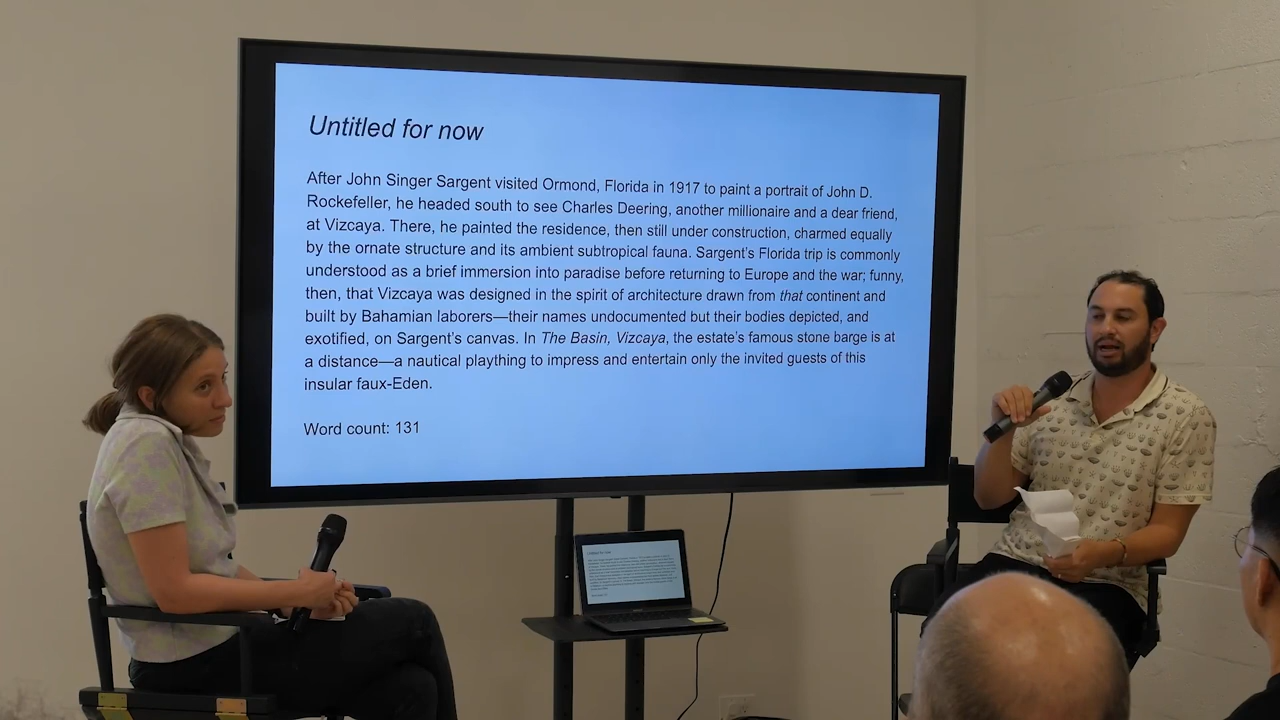 Untitled for now
After John Singer Sargent visited Ormond, Florida in 1917 to paint a portrait of John D.
Rockefeller, he headed south to see Charles Deering, another millionaire and a dear friend,
at Vizcaya. There, he painted the residence, then still under construction, charmed equally
by the ornate structure and its ambient subtropical fauna. Sargent's Florida trip is commonly
understood as a brief immersion into paradise before returning to Europe and the war; funny,
then, that Vizcaya was designed in the spirit of architecture drawn from that continent and
built by Bahamian laborers—their names undocumented but their bodies depicted, and
exotified, on Sargent's canvas. In The Basin, Vizcaya, the estate's famous stone barge is at
a distance—a nautical plaything to impress and entertain only the invited guests of this
insular faux-Eden.
Word count: 131
Untitled for now